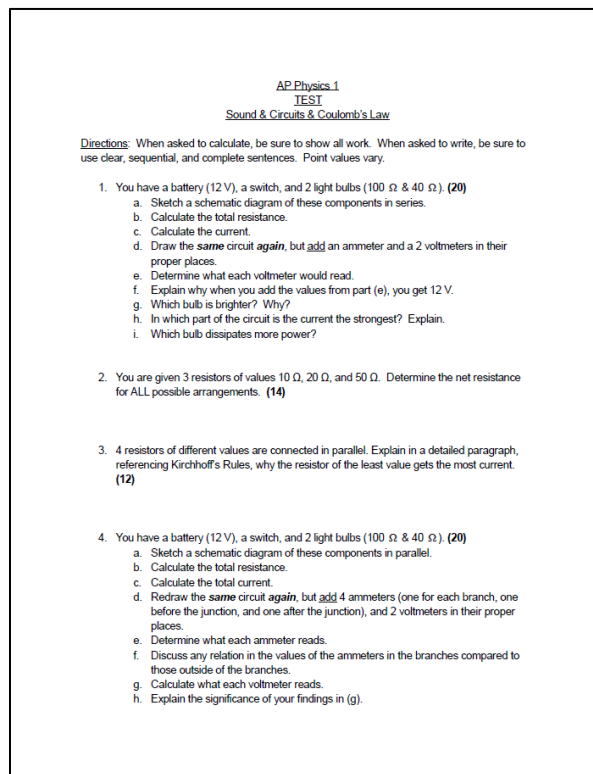 AP Physics 1
TEST
Sound & Circuits & Coulomb's Law
Directions: When asked to calculate, be sure to show all work. When asked to write, be sure to
use clear, sequential, and complete sentences. Point values vary.
1. You have a battery (12 V), a switch, and 2 light bulbs (100 Ω & 40 Ω). (20)
a. Sketch a schematic diagram of these components in series.
b. Calculate the total resistance.
c. Calculate the current.
d. Draw the same circuit again, but add an ammeter and a 2 voltmeters in their
proper places.
e. Determine what each voltmeter would read.
f. Explain why when you add the values from part (e), you get 12 V.
g. Which bulb is brighter? Why?
h. In which part of the circuit is the current the strongest? Explain.
i. Which bulb dissipates more power?
2. You are given 3 resistors of values 10 Ω, 20 Ω, and 50 Ω. Determine the net resistance
for ALL possible arrangements. (14)
3. 4 resistors of different values are connected in parallel. Explain in a detailed paragraph,
referencing Kirchhoff's Rules, why the resistor of the least value gets the most current.
(12)
4. You have a battery (12 V), a switch, and 2 light bulbs (100 Ω & 40 Ω). (20)
a. Sketch a schematic diagram of these components in parallel.
b. Calculate the total resistance.
c. Calculate the total current.
d. Redraw the same circuit again, but add 4 ammeters (one for each branch, one
before the junction, and one after the junction), and 2 voltmeters in their proper
places.
e. Determine what each ammeter reads.
f. Discuss any relation in the values of the ammeters in the branches compared to
those outside of the branches.
g. Calculate what each voltmeter reads.
h. Explain the significance of your findings in (g).